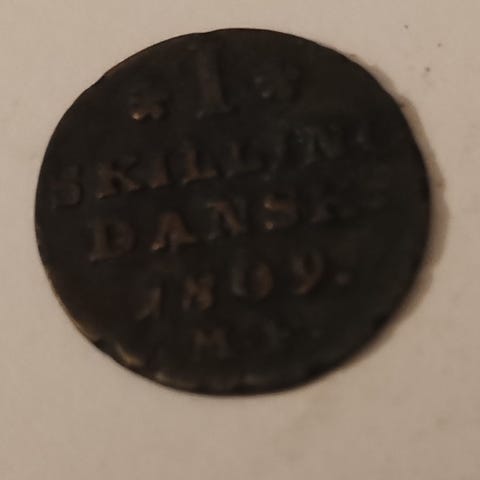 * 1 *
SKILLING
DANSKE
1809.
M.F.